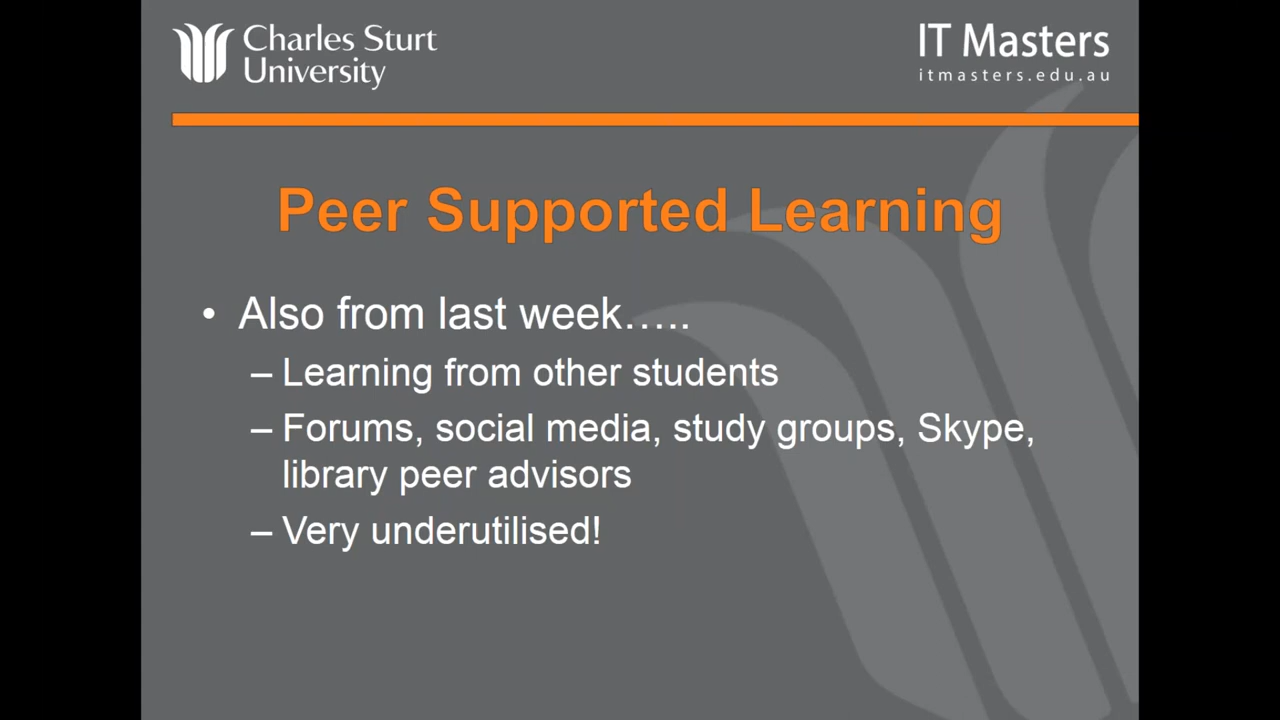 Charles Sturt
University
IT Masters
itmasters.edu.au
Peer Supported Learning
• Also from last week…..
– Learning from other students
– Forums, social media, study groups, Skype,
library peer advisors
– Very underutilised!